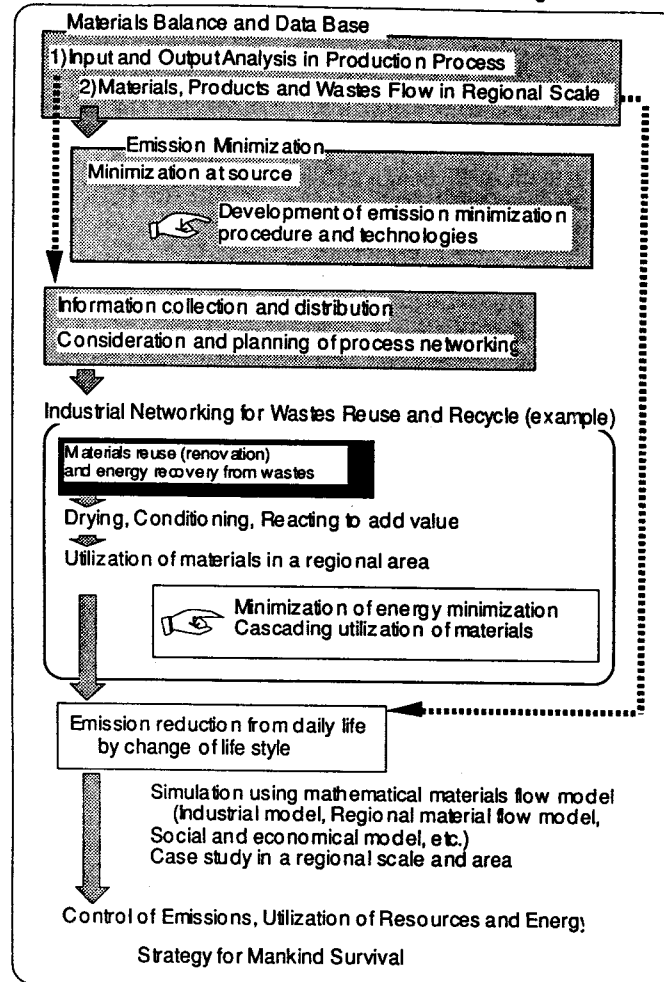 Materials Balance and Data Base
1)Input and Output Analysis in Production Process
2)Materials, Products and Wastes Flow in Regional Scale
Emission Minimization
Minimization at source
Development of emission minimization
procedure and technologies
Information collection and distribution
Consideration and planning of process networking
Industrial Networking for Wastes Reuse and Recycle (example)
Materials reuse (renovation)
and energy recovery from wastes
Drying, Conditioning, Reacting to add value
Utilization of materials in a regional area
Minimization of energy minimization
Cascading utilization of materials
Emission reduction from daily life
by change of life style
Simulation using mathematical materials flow model
(Industrial model, Regional material flow model,
Social and economical model, etc.)
Case study in a regional scale and area
Control of Emissions, Utilization of Resources and Energy
Strategy for Mankind Survival